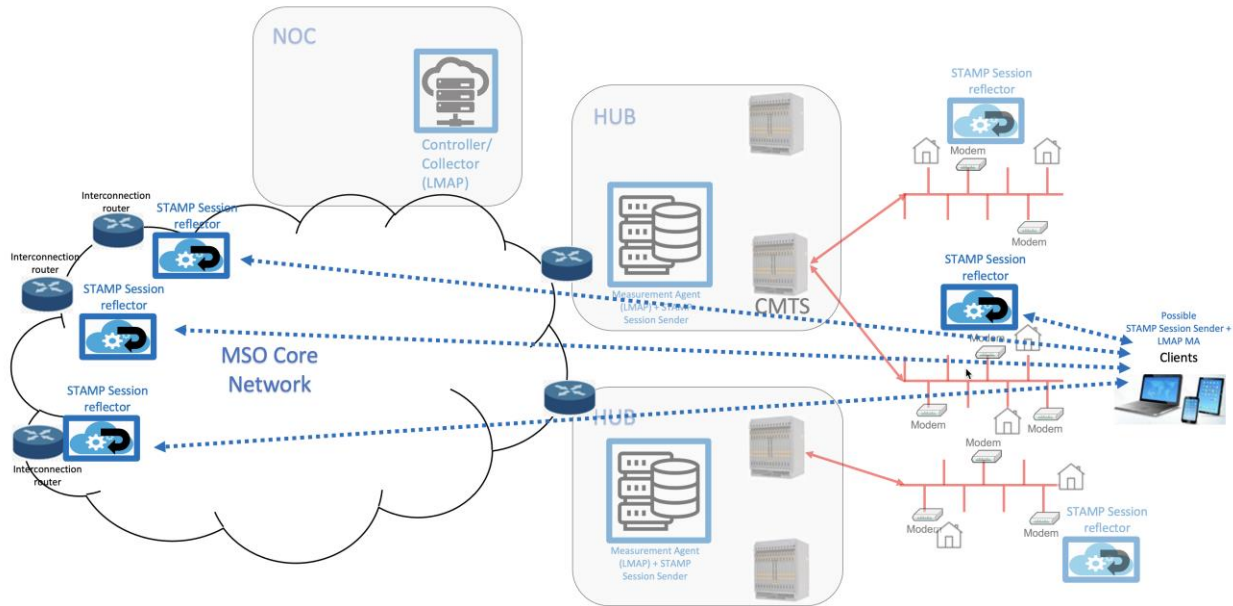 NOC
Controller/
Collector
(LMAP)
HUB
Measurement Agent
(LMAP) + STAMP
Session Sender
CMTS
STAMP Session
reflector
Modem
Modem
Interconnection
router
STAMP Session
reflector
Interconnection
router
STAMP Session
reflector
MSO Core
Network
STAMP Session
reflector
Interconnection
router
STAMP Session
reflector
Modem
Possible
STAMP Session Sender +
LMAP MA
Clients
Modem
Modem
HUB
Measurement Agent
(LMAP) + STAMP
Session Sender
Modem
Modem
Modem
STAMP Session
reflector